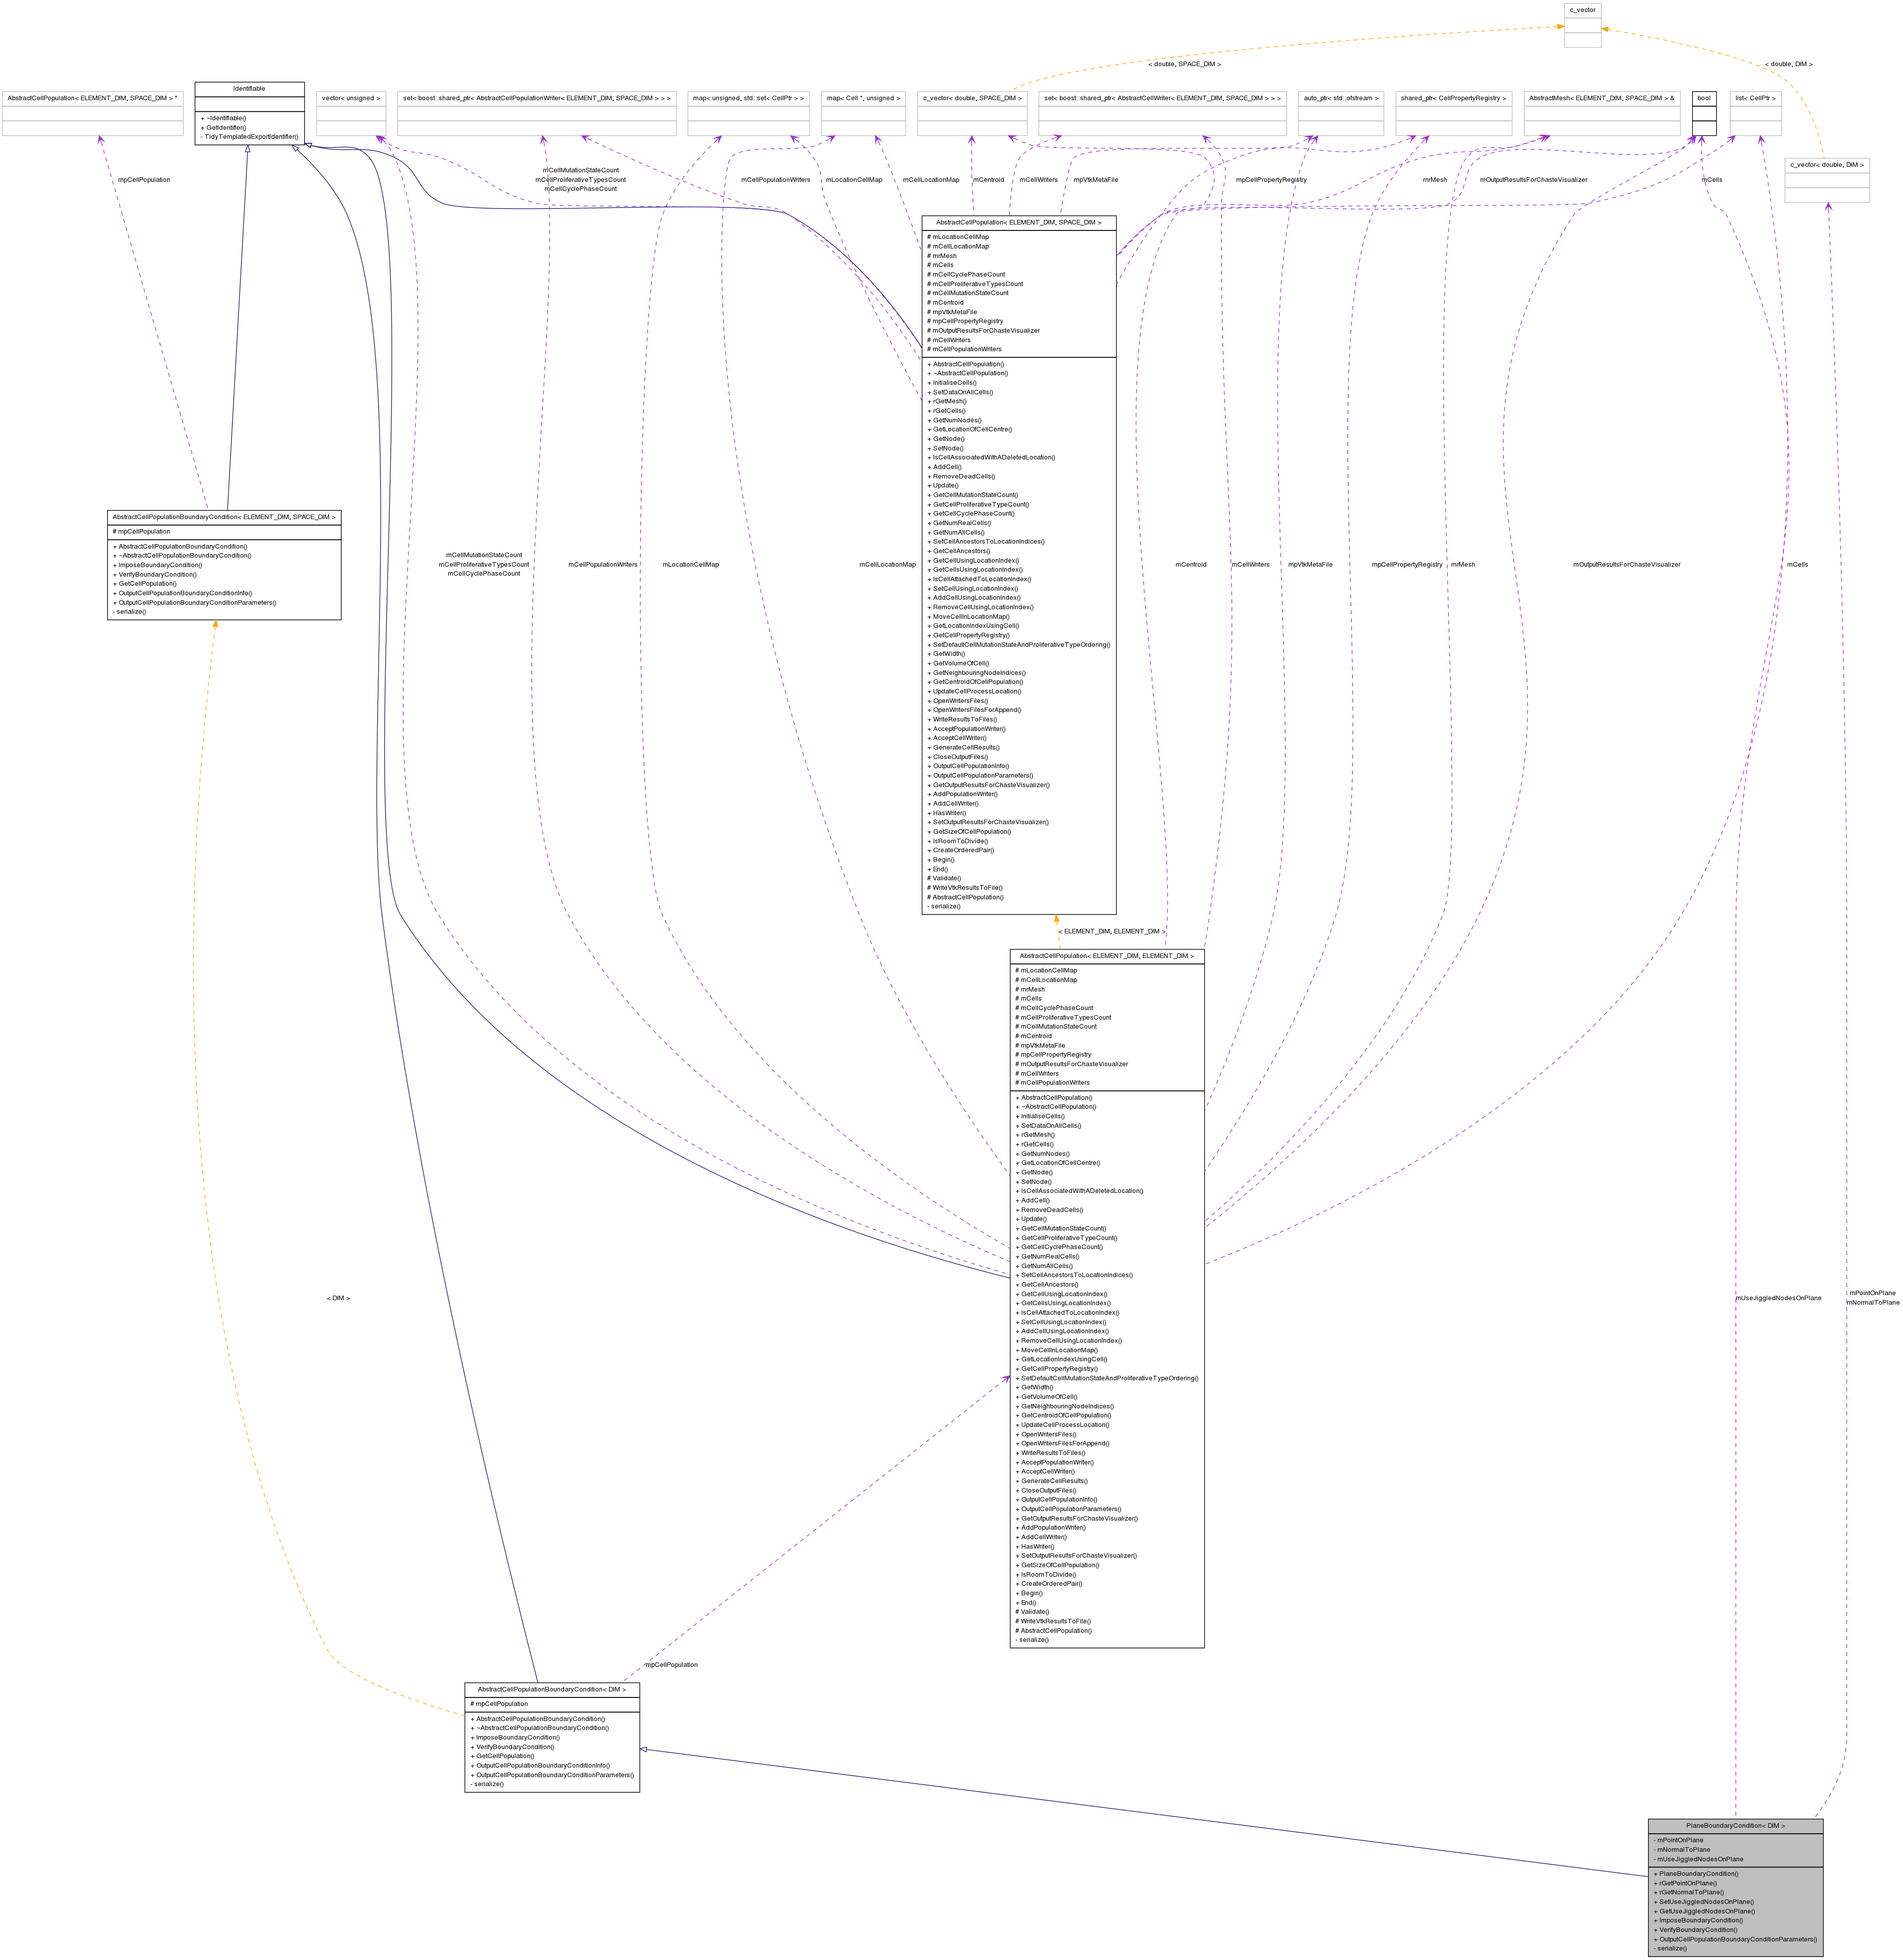 c_vector
< double, SPACE_DIM >
< double, DIM >
AbstractCellPopulation< ELEMENT_DIM, SPACE_DIM > *
Identifiable
+ ~Identifiable()
+ GetIdentifier()
- TidyTemplatedExportIdentifier()
vector< unsigned >
set< boost::shared_ptr< AbstractCellPopulationWriter< ELEMENT_DIM, SPACE_DIM > > >
map< unsigned, std::set< CellPtr > >
map< Cell *, unsigned >
c_vector< double, SPACE_DIM >
set< boost::shared_ptr< AbstractCellWriter< ELEMENT_DIM, SPACE_DIM > > >
auto_ptr< std::ofstream >
shared_ptr< CellPropertyRegistry >
AbstractMesh< ELEMENT_DIM, SPACE_DIM > &
bool
list< CellPtr >
c_vector< double, DIM >
mpCellPopulation
mCellMutationStateCount
mCellProliferativeTypesCount
mCellCyclePhaseCount
mCellPopulationWriters
mLocationCellMap
mCellLocationMap
mCentroid
mCellWriters
mpVtkMetaFile
mpCellPropertyRegistry
mrMesh
mOutputResultsForChasteVisualizer
mCells
AbstractCellPopulation< ELEMENT_DIM, SPACE_DIM >
# mLocationCellMap
# mCellLocationMap
# mrMesh
# mCells
# mCellCyclePhaseCount
# mCellProliferativeTypesCount
# mCellMutationStateCount
# mCentroid
# mpVtkMetaFile
# mpCellPropertyRegistry
# mOutputResultsForChasteVisualizer
# mCellWriters
# mCellPopulationWriters
+ AbstractCellPopulation()
+ ~AbstractCellPopulation()
+ InitialiseCells()
+ SetDataOnAllCells()
+ rGetMesh()
+ rGetCells()
+ GetNumNodes()
+ GetLocationOfCellCentre()
+ GetNode()
+ SetNode()
+ IsCellAssociatedWithADeletedLocation()
+ AddCell()
+ RemoveDeadCells()
+ Update()
+ GetCellMutationStateCount()
+ GetCellProliferativeTypeCount()
+ GetCellCyclePhaseCount()
+ GetNumRealCells()
+ GetNumAllCells()
+ SetCellAncestorsToLocationIndices()
+ GetCellAncestors()
+ GetCellUsingLocationIndex()
+ GetCellsUsingLocationIndex()
+ IsCellAttachedToLocationIndex()
+ SetCellUsingLocationIndex()
+ AddCellUsingLocationIndex()
+ RemoveCellUsingLocationIndex()
+ MoveCellInLocationMap()
+ GetLocationIndexUsingCell()
+ GetCellPropertyRegistry()
+ SetDefaultCellMutationStateAndProliferativeTypeOrdering()
+ GetWidth()
+ GetVolumeOfCell()
+ GetNeighbouringNodeIndices()
+ GetCentroidOfCellPopulation()
+ UpdateCellProcessLocation()
+ OpenWritersFiles()
+ OpenWritersFilesForAppend()
+ WriteResultsToFiles()
+ AcceptPopulationWriter()
+ AcceptCellWriter()
+ GenerateCellResults()
+ CloseOutputFiles()
+ OutputCellPopulationInfo()
+ OutputCellPopulationParameters()
+ GetOutputResultsForChasteVisualizer()
+ AddPopulationWriter()
+ AddCellWriter()
+ HasWriter()
+ SetOutputResultsForChasteVisualizer()
+ GetSizeOfCellPopulation()
+ IsRoomToDivide()
+ CreateOrderedPair()
+ Begin()
+ End()
# Validate()
# WriteVtkResultsToFile()
# AbstractCellPopulation()
- serialize()
AbstractCellPopulationBoundaryCondition< ELEMENT_DIM, SPACE_DIM >
# mpCellPopulation
+ AbstractCellPopulationBoundaryCondition()
+ ~AbstractCellPopulationBoundaryCondition()
+ ImposeBoundaryCondition()
+ VerifyBoundaryCondition()
+ GetCellPopulation()
+ OutputCellPopulationBoundaryConditionInfo()
+ OutputCellPopulationBoundaryConditionParameters()
- serialize()
mCellMutationStateCount
mCellProliferativeTypesCount
mCellCyclePhaseCount
mCellPopulationWriters
mLocationCellMap
mCellLocationMap
mCentroid
mCellWriters
mpVtkMetaFile
mpCellPropertyRegistry
mrMesh
mOutputResultsForChasteVisualizer
mCells
< ELEMENT_DIM, ELEMENT_DIM >
AbstractCellPopulation< ELEMENT_DIM, ELEMENT_DIM >
# mLocationCellMap
# mCellLocationMap
# mrMesh
# mCells
# mCellCyclePhaseCount
# mCellProliferativeTypesCount
# mCellMutationStateCount
# mCentroid
# mpVtkMetaFile
# mpCellPropertyRegistry
# mOutputResultsForChasteVisualizer
# mCellWriters
# mCellPopulationWriters
+ AbstractCellPopulation()
+ ~AbstractCellPopulation()
+ InitialiseCells()
+ SetDataOnAllCells()
+ rGetMesh()
+ rGetCells()
+ GetNumNodes()
+ GetLocationOfCellCentre()
+ GetNode()
+ SetNode()
+ IsCellAssociatedWithADeletedLocation()
+ AddCell()
+ RemoveDeadCells()
+ Update()
+ GetCellMutationStateCount()
+ GetCellProliferativeTypeCount()
+ GetCellCyclePhaseCount()
+ GetNumRealCells()
+ GetNumAllCells()
+ SetCellAncestorsToLocationIndices()
+ GetCellAncestors()
+ GetCellUsingLocationIndex()
+ GetCellsUsingLocationIndex()
+ IsCellAttachedToLocationIndex()
+ SetCellUsingLocationIndex()
+ AddCellUsingLocationIndex()
+ RemoveCellUsingLocationIndex()
+ MoveCellInLocationMap()
+ GetLocationIndexUsingCell()
+ GetCellPropertyRegistry()
+ SetDefaultCellMutationStateAndProliferativeTypeOrdering()
+ GetWidth()
+ GetVolumeOfCell()
+ GetNeighbouringNodeIndices()
+ GetCentroidOfCellPopulation()
+ UpdateCellProcessLocation()
+ OpenWritersFiles()
+ OpenWritersFilesForAppend()
+ WriteResultsToFiles()
+ AcceptPopulationWriter()
+ AcceptCellWriter()
+ GenerateCellResults()
+ CloseOutputFiles()
+ OutputCellPopulationInfo()
+ OutputCellPopulationParameters()
+ GetOutputResultsForChasteVisualizer()
+ AddPopulationWriter()
+ AddCellWriter()
+ HasWriter()
+ SetOutputResultsForChasteVisualizer()
+ GetSizeOfCellPopulation()
+ IsRoomToDivide()
+ CreateOrderedPair()
+ Begin()
+ End()
# Validate()
# WriteVtkResultsToFile()
# AbstractCellPopulation()
- serialize()
< DIM >
mUseJiggledNodesOnPlane
mPointOnPlane
mNormalToPlane
mpCellPopulation
AbstractCellPopulationBoundaryCondition< DIM >
# mpCellPopulation
+ AbstractCellPopulationBoundaryCondition()
+ ~AbstractCellPopulationBoundaryCondition()
+ ImposeBoundaryCondition()
+ VerifyBoundaryCondition()
+ GetCellPopulation()
+ OutputCellPopulationBoundaryConditionInfo()
+ OutputCellPopulationBoundaryConditionParameters()
- serialize()
PlaneBoundaryCondition< DIM >
- mPointOnPlane
- mNormalToPlane
- mUseJiggledNodesOnPlane
+ PlaneBoundaryCondition()
+ rGetPointOnPlane()
+ rGetNormalToPlane()
+ SetUseJiggledNodesOnPlane()
+ GetUseJiggledNodesOnPlane()
+ ImposeBoundaryCondition()
+ VerifyBoundaryCondition()
+ OutputCellPopulationBoundaryConditionParameters()
- serialize()